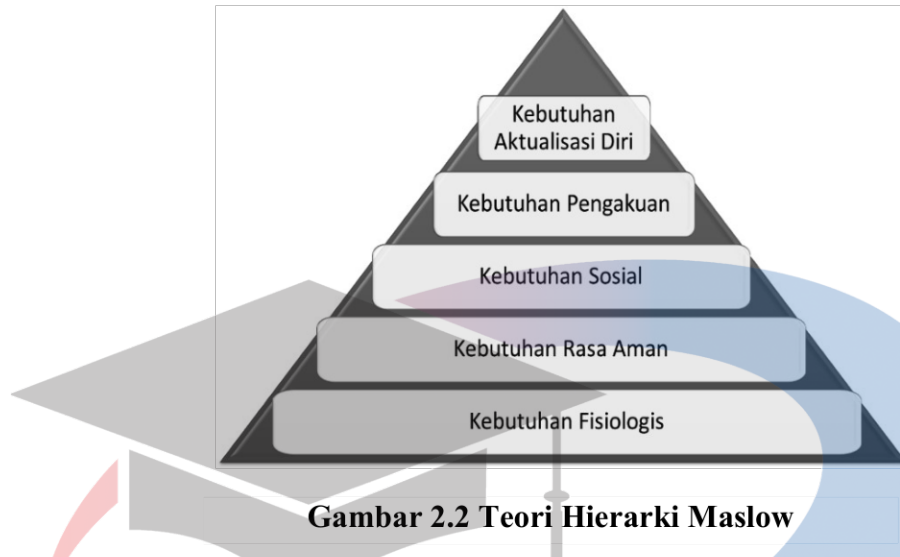 Kebutuhan
Aktualisasi Diri
Kebutuhan Pengakuan
Kebutuhan Sosial
Kebutuhan Rasa Aman
Kebutuhan Fisiologis
Gambar 2.2 Teori Hierarki Maslow